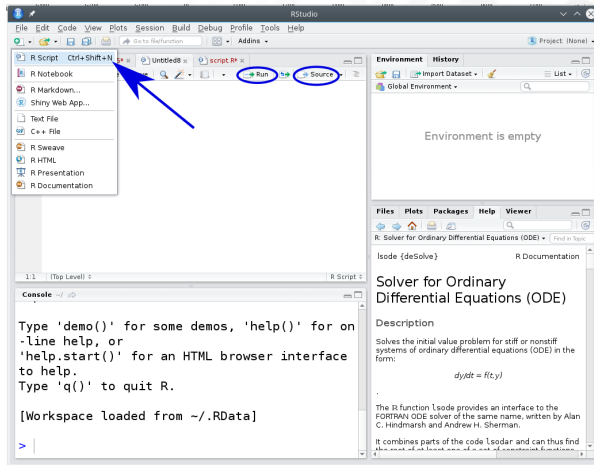 RStudio
File Edit Code View Plots Session Build Debug Profile Tools Help
Go to file/function Addins Project: (None)
R Script Ctrl+Shift+N
R Notebook
R Markdown...
Shiny Web App...
Text File
C++ File
R Sweave
R HTML
R Presentation
R Documentation
Untitled8 script R*
Run Source
1:1 (Top Level) R Script
Console ~/
Type 'demo()' for some demos, 'help()' for on
-line help, or
'help.start()' for an HTML browser interface
to help.
Type 'q()' to quit R.
[Workspace loaded from ~/.RData]
>
Environment History
Import Dataset List
Global Environment
Environment is empty
Files Plots Packages Help Viewer
R: Solver for Ordinary Differential Equations (ODE) Find in Topic
lsode {deSolve} R Documentation
Solver for Ordinary
Differential Equations (ODE)
Description
Solves the initial value problem for stiff or nonstiff
systems of ordinary differential equations (ODE) in the
form:
dy/dt = f(t,y)
.
The R function lsode provides an interface to the
FORTRAN ODE solver of the same name, written by Alan
C. Hindmarsh and Andrew H. Sherman.
It combines parts of the code lsodar and can thus find